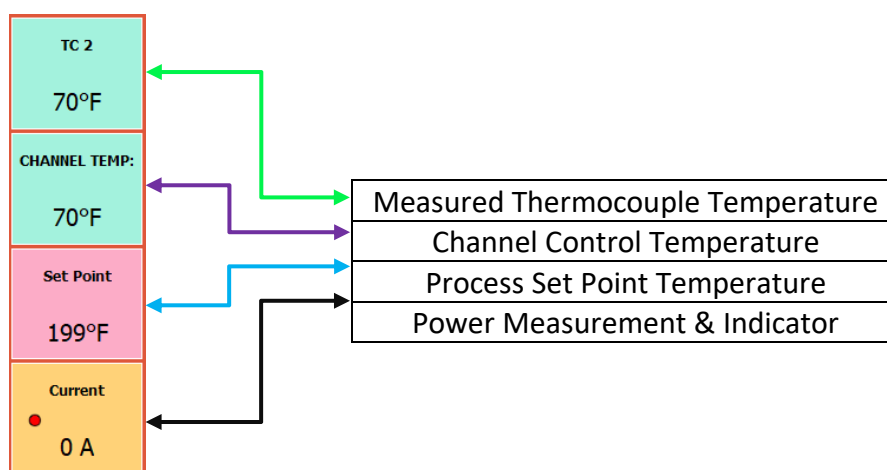 TC 2
70°F
CHANNEL TEMP:
70°F
Set Point
199°F
Current
0 A
Measured Thermocouple Temperature
Channel Control Temperature
Process Set Point Temperature
Power Measurement & Indicator